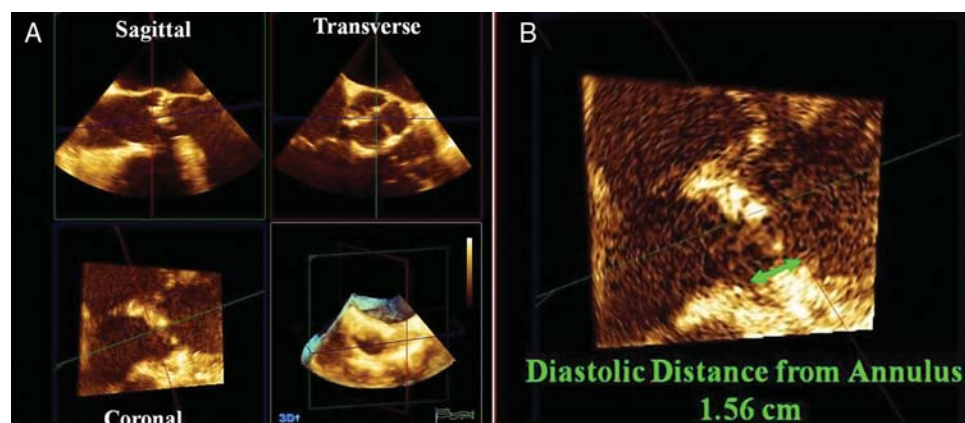 A
Sagittal
Transverse
Coronal
3D
B
Diastolic Distance from Annulus
1.56 cm